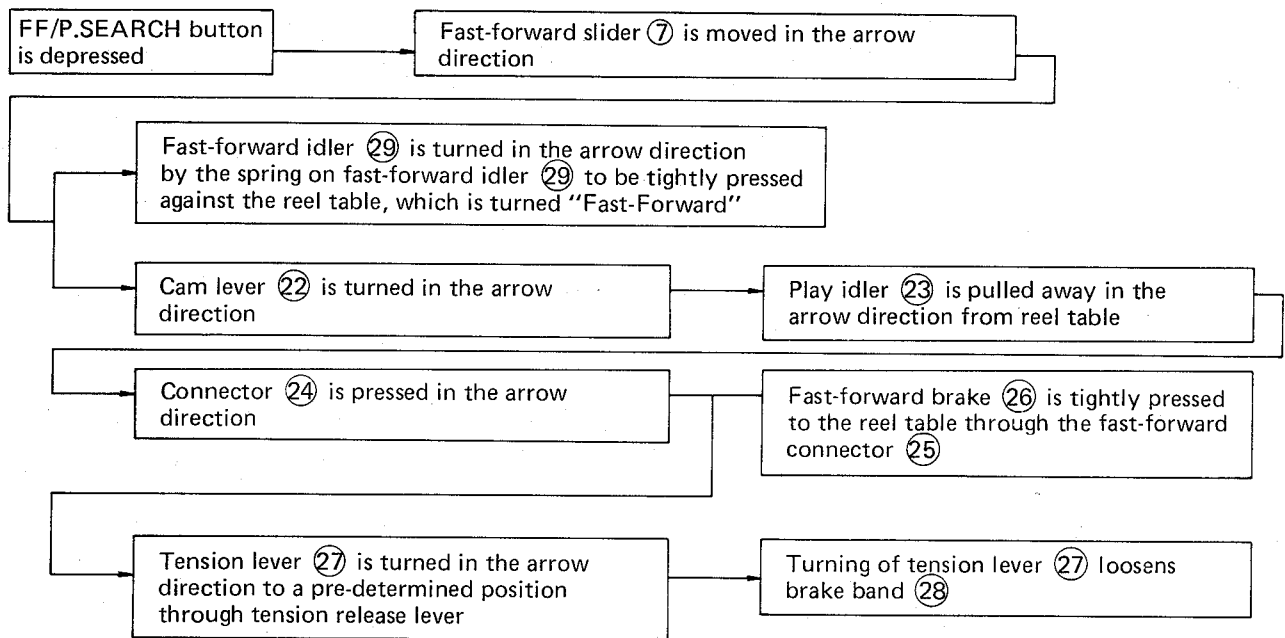 FF/P.SEARCH button
is depressed
Fast-forward slider ⑦ is moved in the arrow
direction
Fast-forward idler ㉙ is turned in the arrow direction
by the spring on fast-forward idler ㉙ to be tightly pressed
against the reel table, which is turned "Fast-Forward"
Cam lever ㉒ is turned in the arrow
direction
Play idler ㉓ is pulled away in the
arrow direction from reel table
Connector ㉔ is pressed in the arrow
direction
Fast-forward brake ㉖ is tightly pressed
to the reel table through the fast-forward
connector ㉕
Tension lever ㉗ is turned in the arrow
direction to a pre-determined position
through tension release lever
Turning of tension lever ㉗ loosens
brake band ㉘